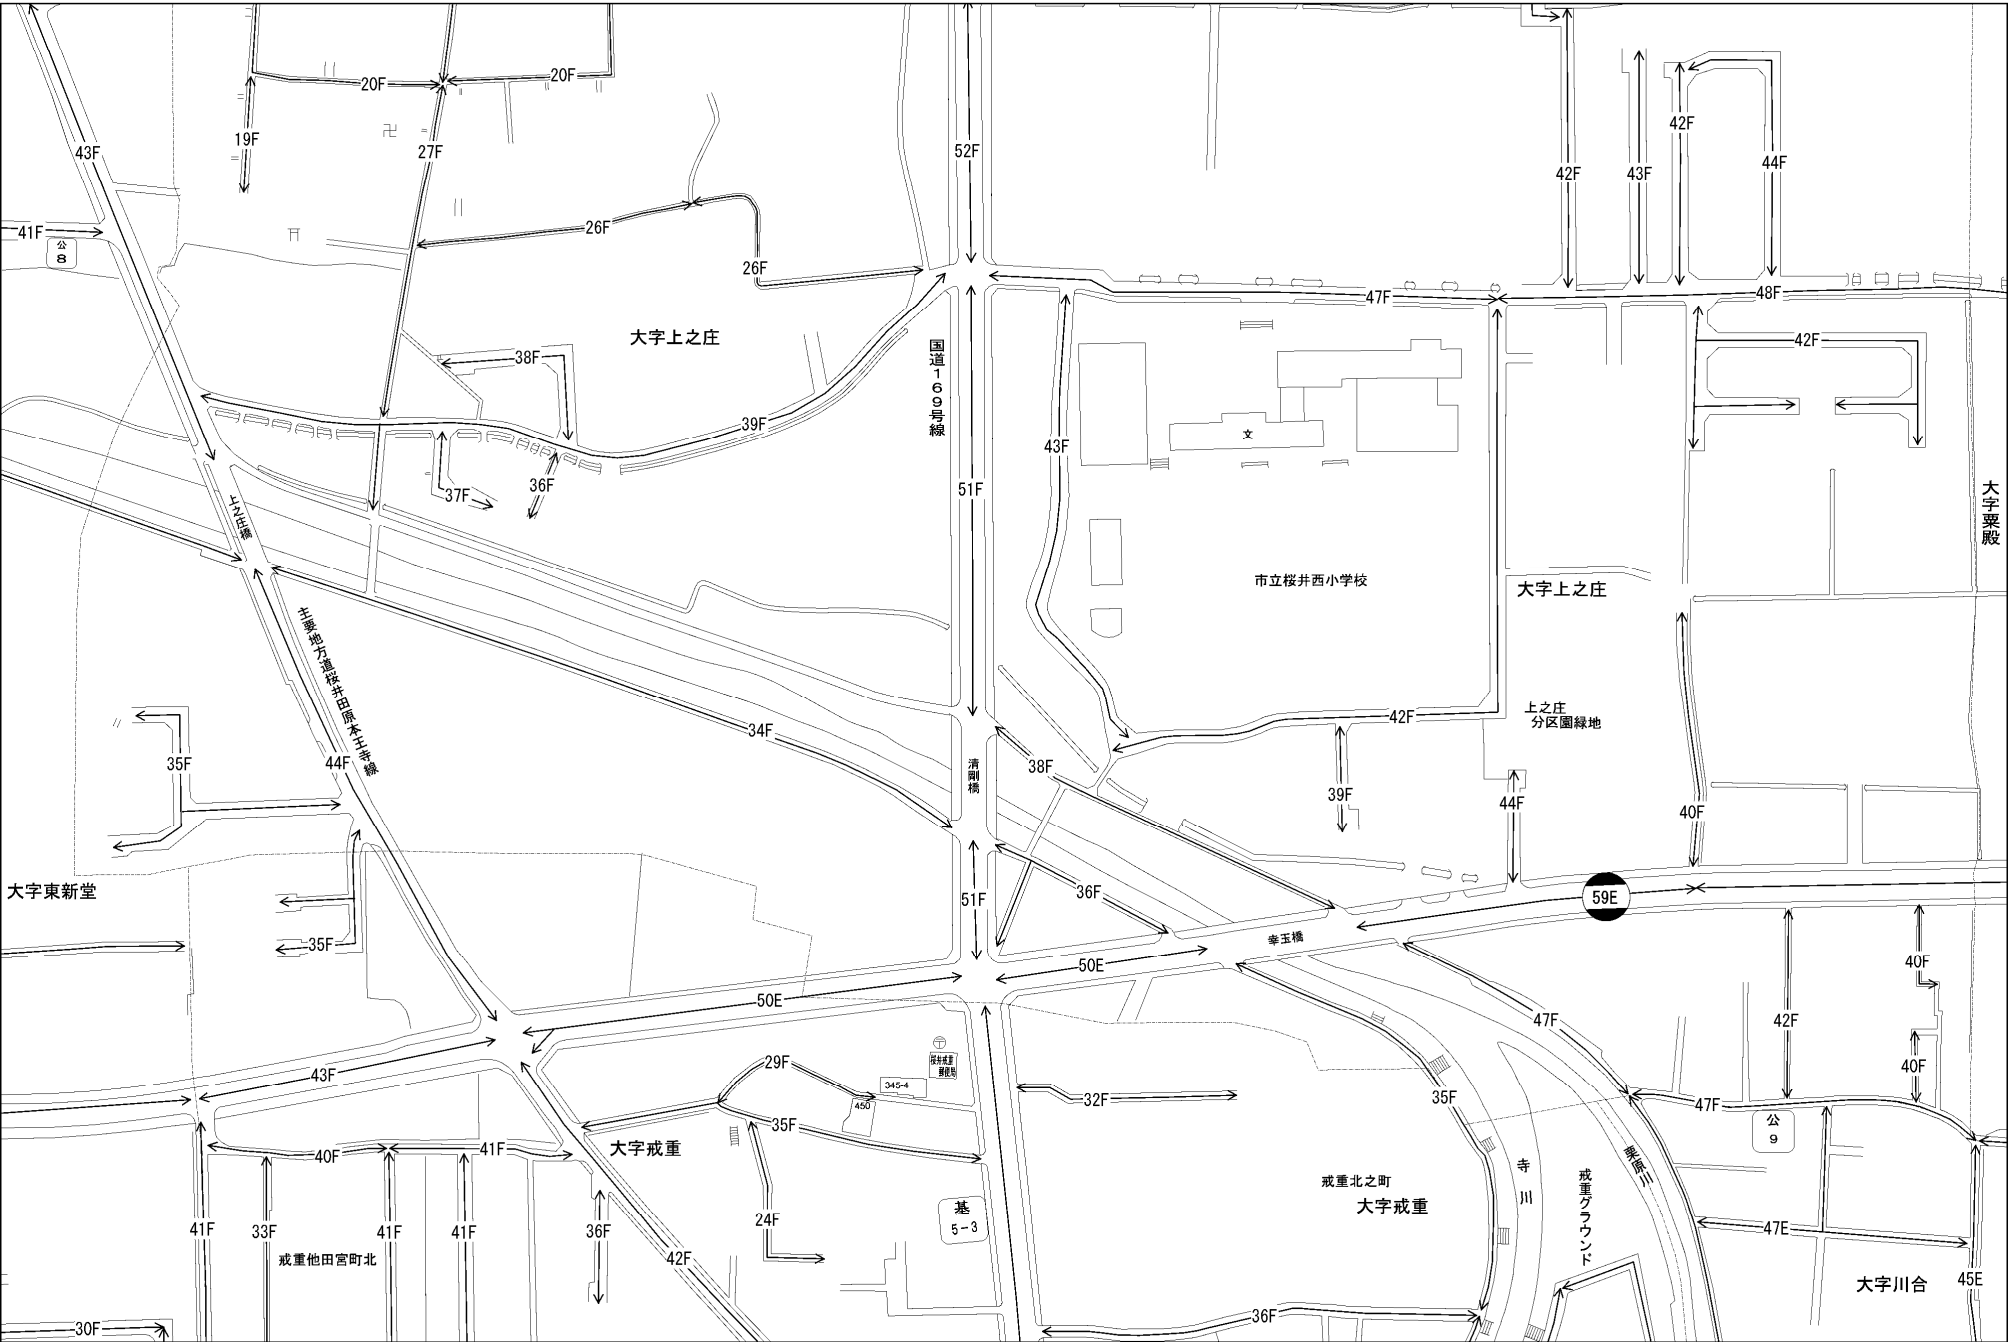 20F
20F
19F
27F
43F
52F
42F
43F
42F
44F
41F
公
8
26F
26F
47F
48F
大字上之庄
国道169号線
38F
39F
42F
43F
文
37F
36F
51F
上之庄橋
大字粟殿
市立桜井西小学校
大字上之庄
主要地方道桜井田原本王寺線
34F
44F
35F
清剛橋
38F
42F
上之庄
分区園緑地
39F
44F
40F
大字東新堂
35F
51F
36F
59E
幸玉橋
50E
50E
40F
42F
47F
40F
43F
29F
桜井戒重
郵便局
345-4
450
32F
35F
35F
47F
公
9
40F
41F
大字戒重
41F
33F
41F
41F
36F
24F
42F
基
5-3
戒重北之町
大字戒重
寺川
粟原川
戒重グラウンド
47E
戒重他田宮町北
大字川合
45E
30F
36F